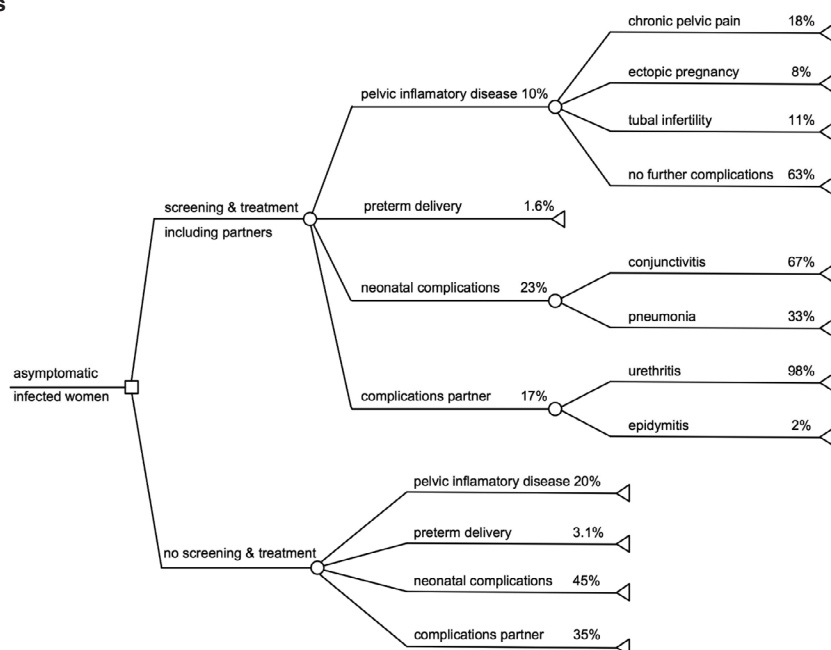 s
chronic pelvic pain 18%
ectopic pregnancy 8%
pelvic inflamatory disease 10%
tubal infertility 11%
no further complications 63%
screening & treatment
including partners
preterm delivery 1.6%
conjunctivitis 67%
neonatal complications 23%
pneumonia 33%
asymptomatic
infected women
urethritis 98%
complications partner 17%
epidymitis 2%
pelvic inflamatory disease 20%
preterm delivery 3.1%
no screening & treatment
neonatal complications 45%
complications partner 35%